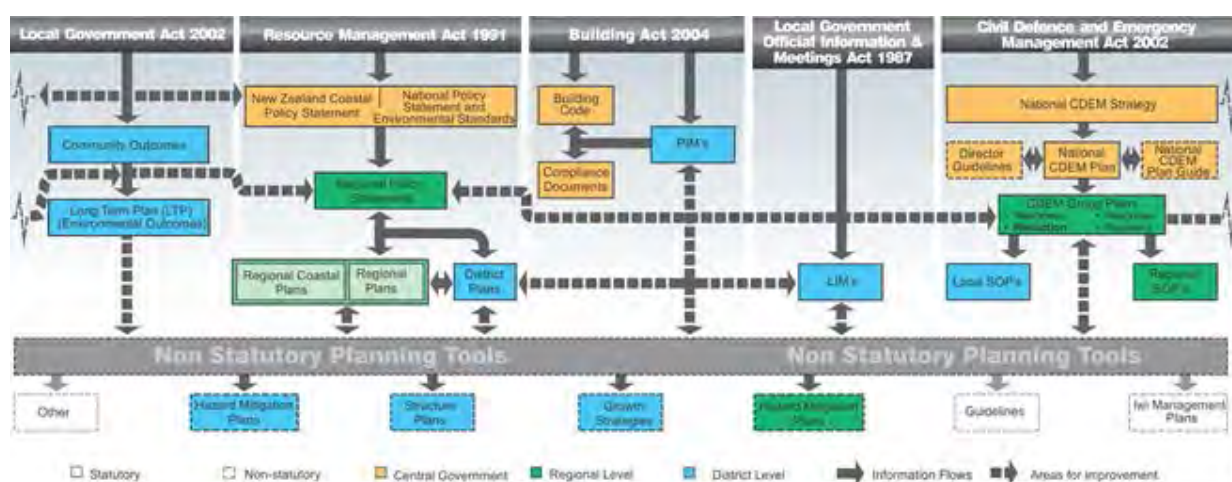 Local Government Act 2002
Resource Management Act 1991
Building Act 2004
Local Government
Official Information &
Meetings Act 1987
Civil Defence and Emergency
Management Act 2002
New Zealand Coastal
Policy Statement
National Policy
Statement and
Environmental Standards
Building
Code
National CDEM Strategy
Community Outcomes
PIM's
Compliance
Documents
Director
Guidelines
National
CDEM Plan
National
CDEM
Plan Guide
Regional Policy
Statements
Long Term Plan (LTP)
(Environmental Outcomes)
CDEM Group Plans
• Readiness
• Response
• Reduction
• Recovery
Regional Coastal
Plans
Regional
Plans
District
Plans
LIM's
Local SOP's
Regional
SOP's
Non Statutory Planning Tools
Non Statutory Planning Tools
Other
Hazard Mitigation
Plans
Structure
Plans
Growth
Strategies
Hazard Mitigation
Plans
Guidelines
Iwi Management
Plans
Statutory
Non-statutory
Central Government
Regional Level
District Level
Information Flows
Areas for improvement